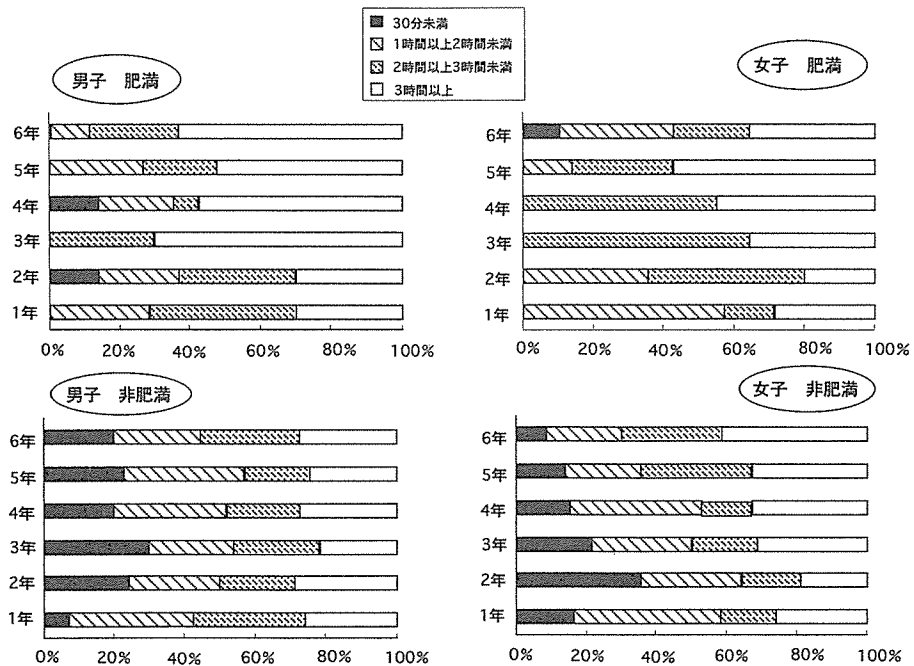 30分未満
1時間以上2時間未満
2時間以上3時間未満
3時間以上
男子 肥満
6年
5年
4年
3年
2年
1年
0% 20% 40% 60% 80% 100%
女子 肥満
6年
5年
4年
3年
2年
1年
0% 20% 40% 60% 80% 100%
男子 非肥満
6年
5年
4年
3年
2年
1年
0% 20% 40% 60% 80% 100%
女子 非肥満
6年
5年
4年
3年
2年
1年
0% 20% 40% 60% 80% 100%